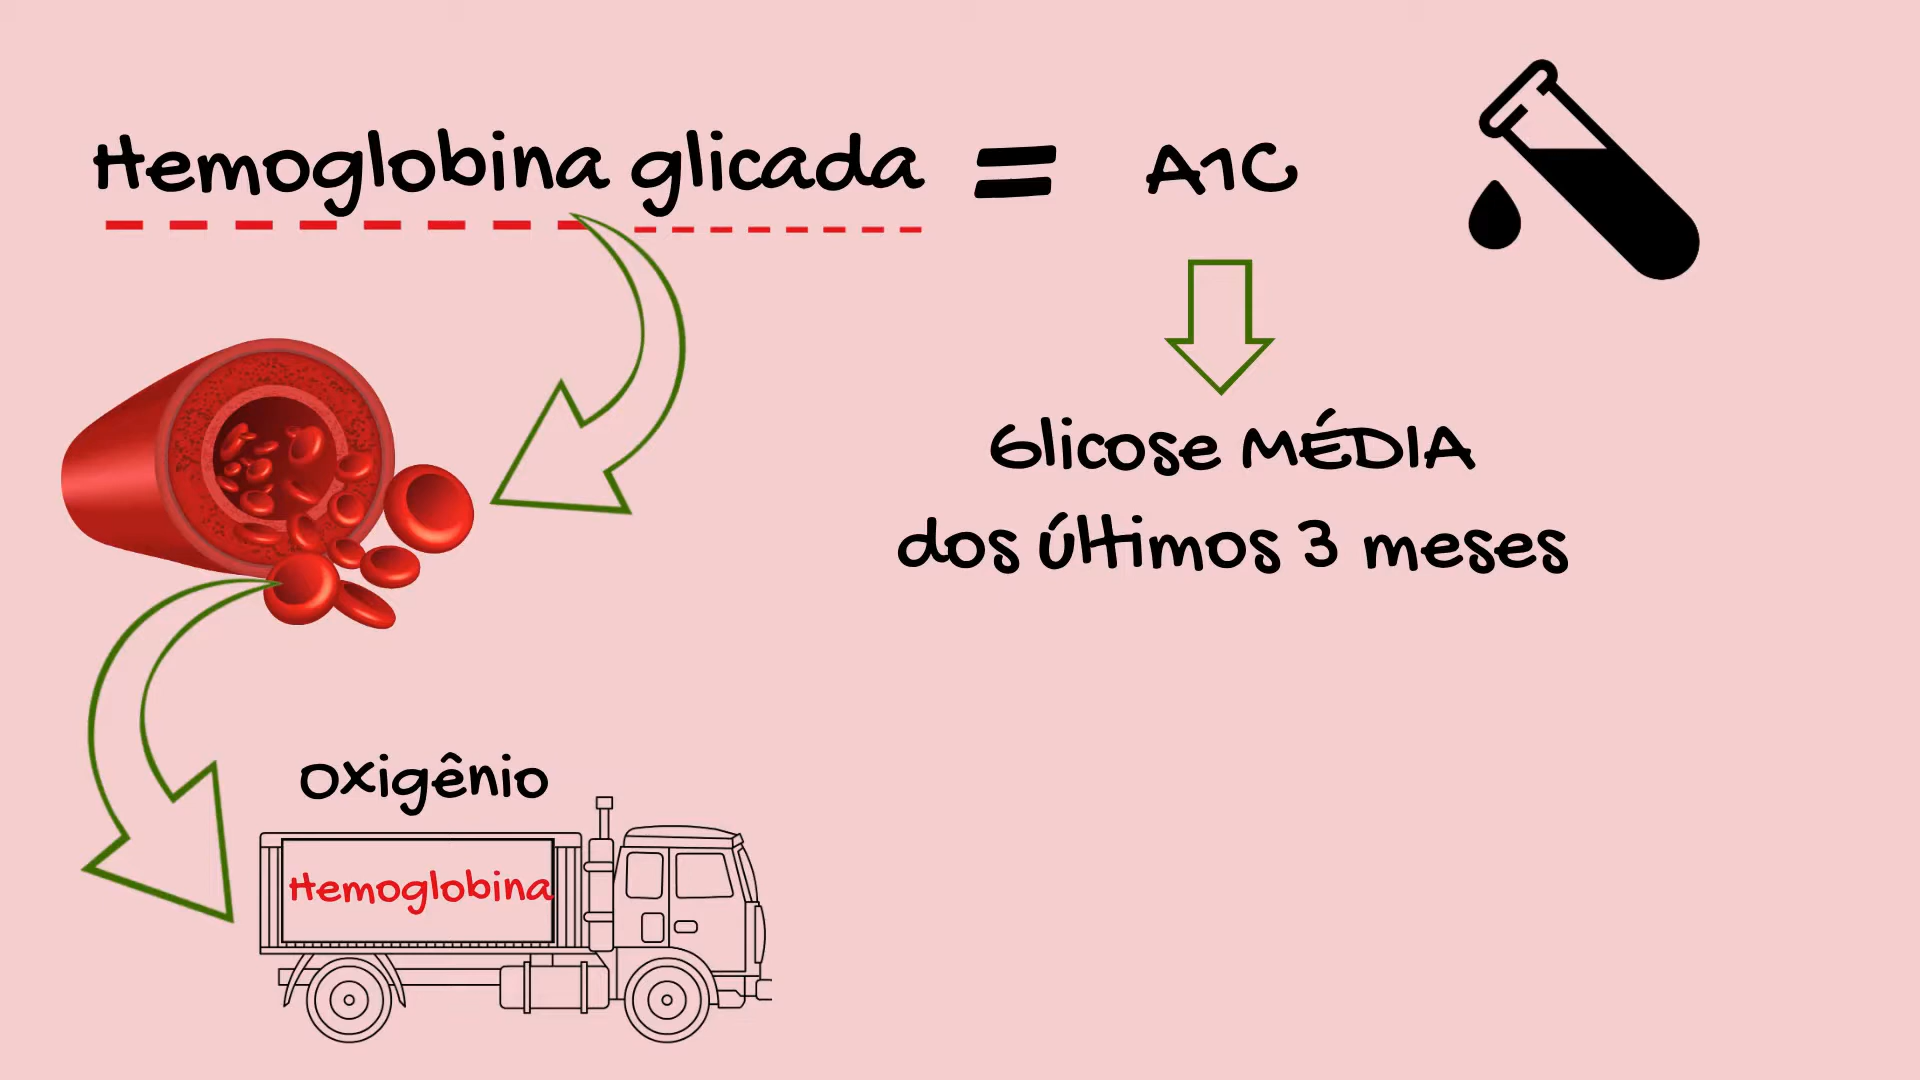 Hemoglobina glicada = A1C
Glicose MÉDIA
dos últimos 3 meses
oxigênio
Hemoglobina